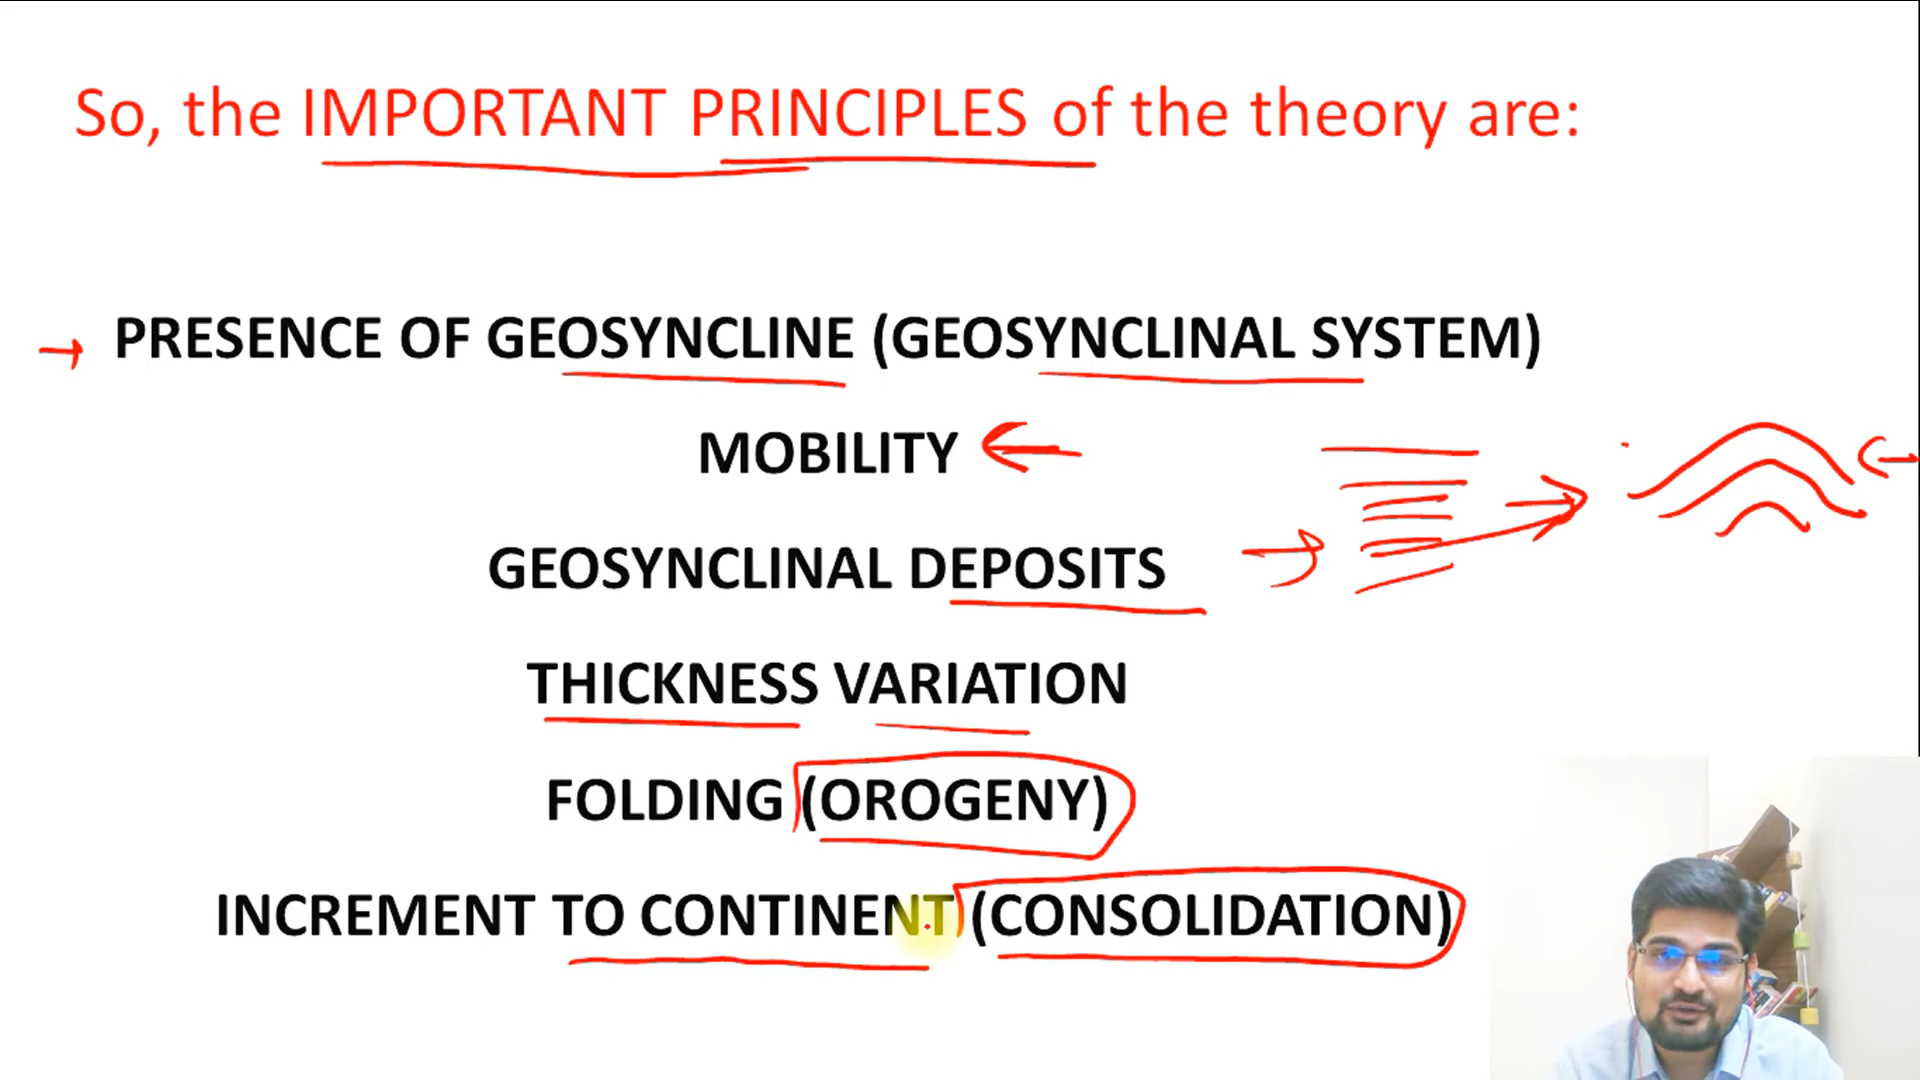 So, the IMPORTANT PRINCIPLES of the theory are:
PRESENCE OF GEOSYNCLINE (GEOSYNCLINAL SYSTEM)
MOBILITY
GEOSYNCLINAL DEPOSITS
THICKNESS VARIATION
FOLDING (OROGENY)
INCREMENT TO CONTINENT (CONSOLIDATION)